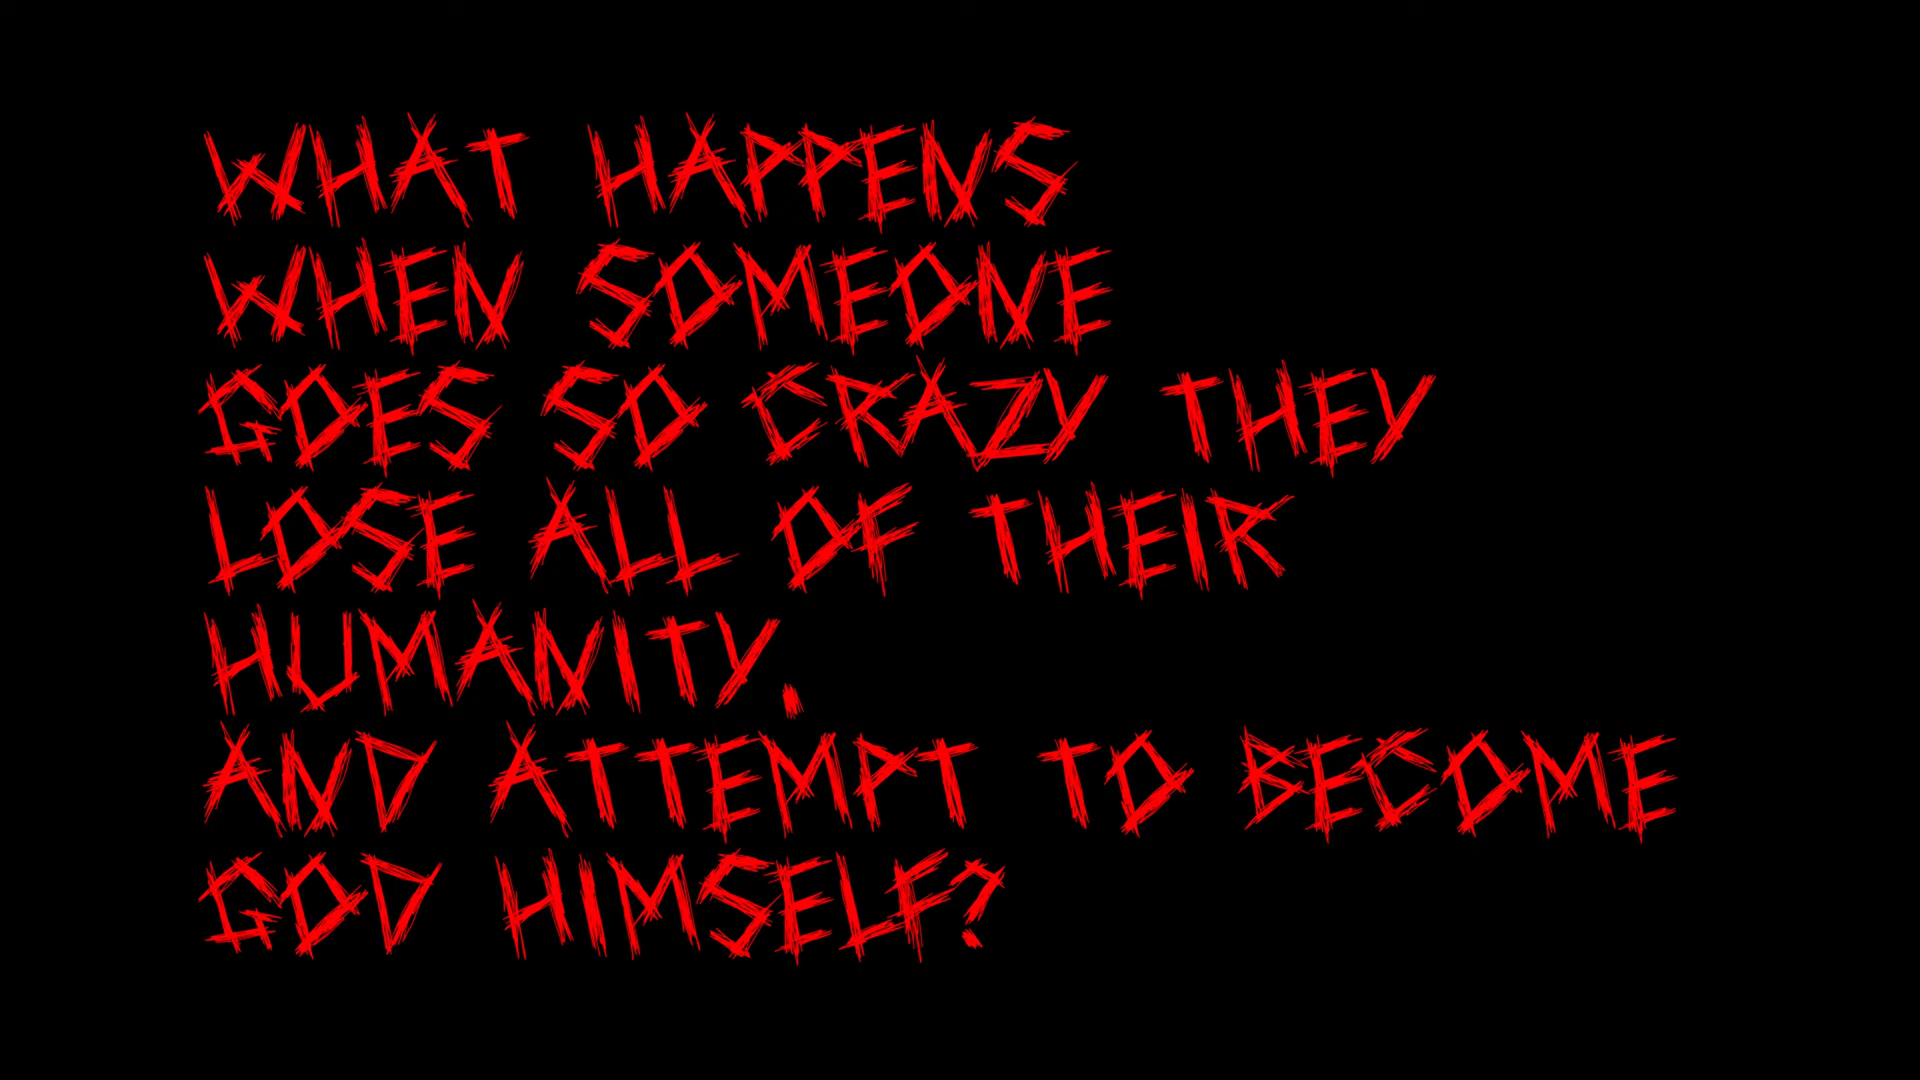 WHAT HAPPENS
WHEN SOMEONE
GOES SO CRAZY THEY
LOSE ALL OF THEIR
HUMANITY.
AND ATTEMPT TO BECOME
GOD HIMSELF?